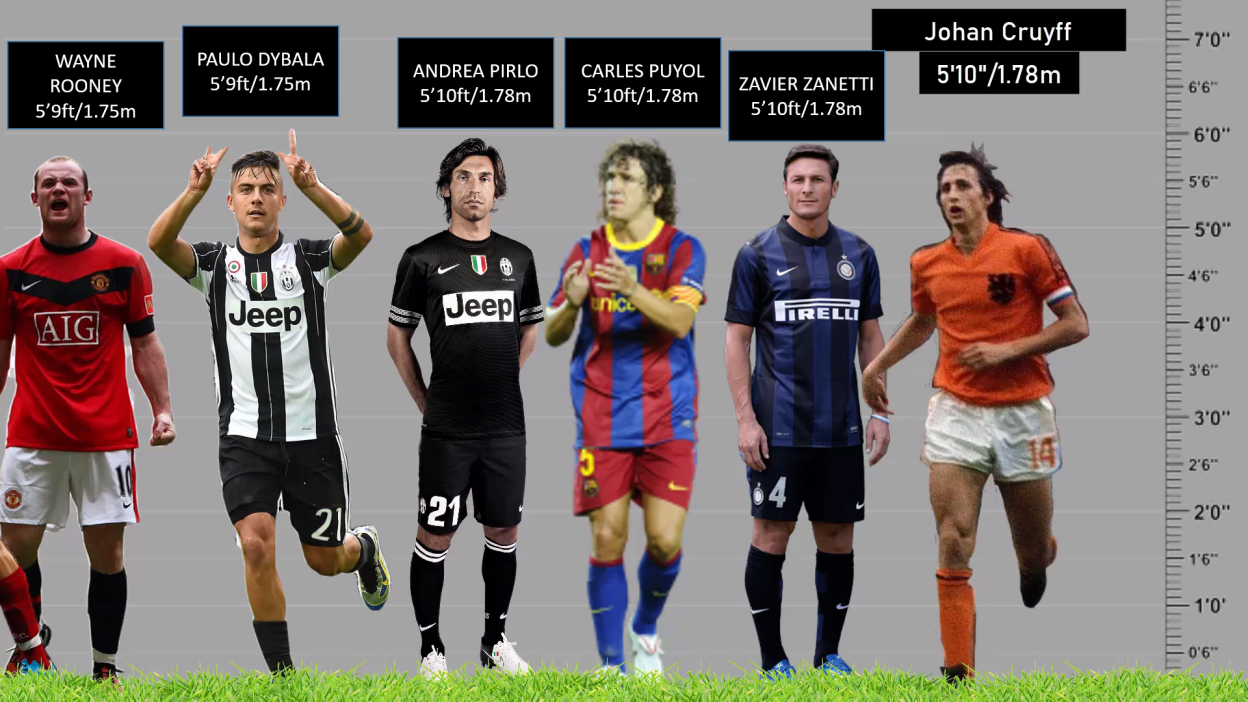 WAYNE
ROONEY
5’9ft/1.75m
PAULO DYBALA
5’9ft/1.75m
ANDREA PIRLO
5’10ft/1.78m
CARLES PUYOL
5’10ft/1.78m
ZAVIER ZANETTI
5’10ft/1.78m
Johan Cruyff
5'10"/1.78m
7'0"
6'6"
6'0"
5'6"
5'0"
4'6"
4'0"
3'6"
3'0"
2'6"
2'0"
1'6"
1'0'
0'6"
AIG
10
Jeep
21
Jeep
21
unice
5
PIRELLI
4
14